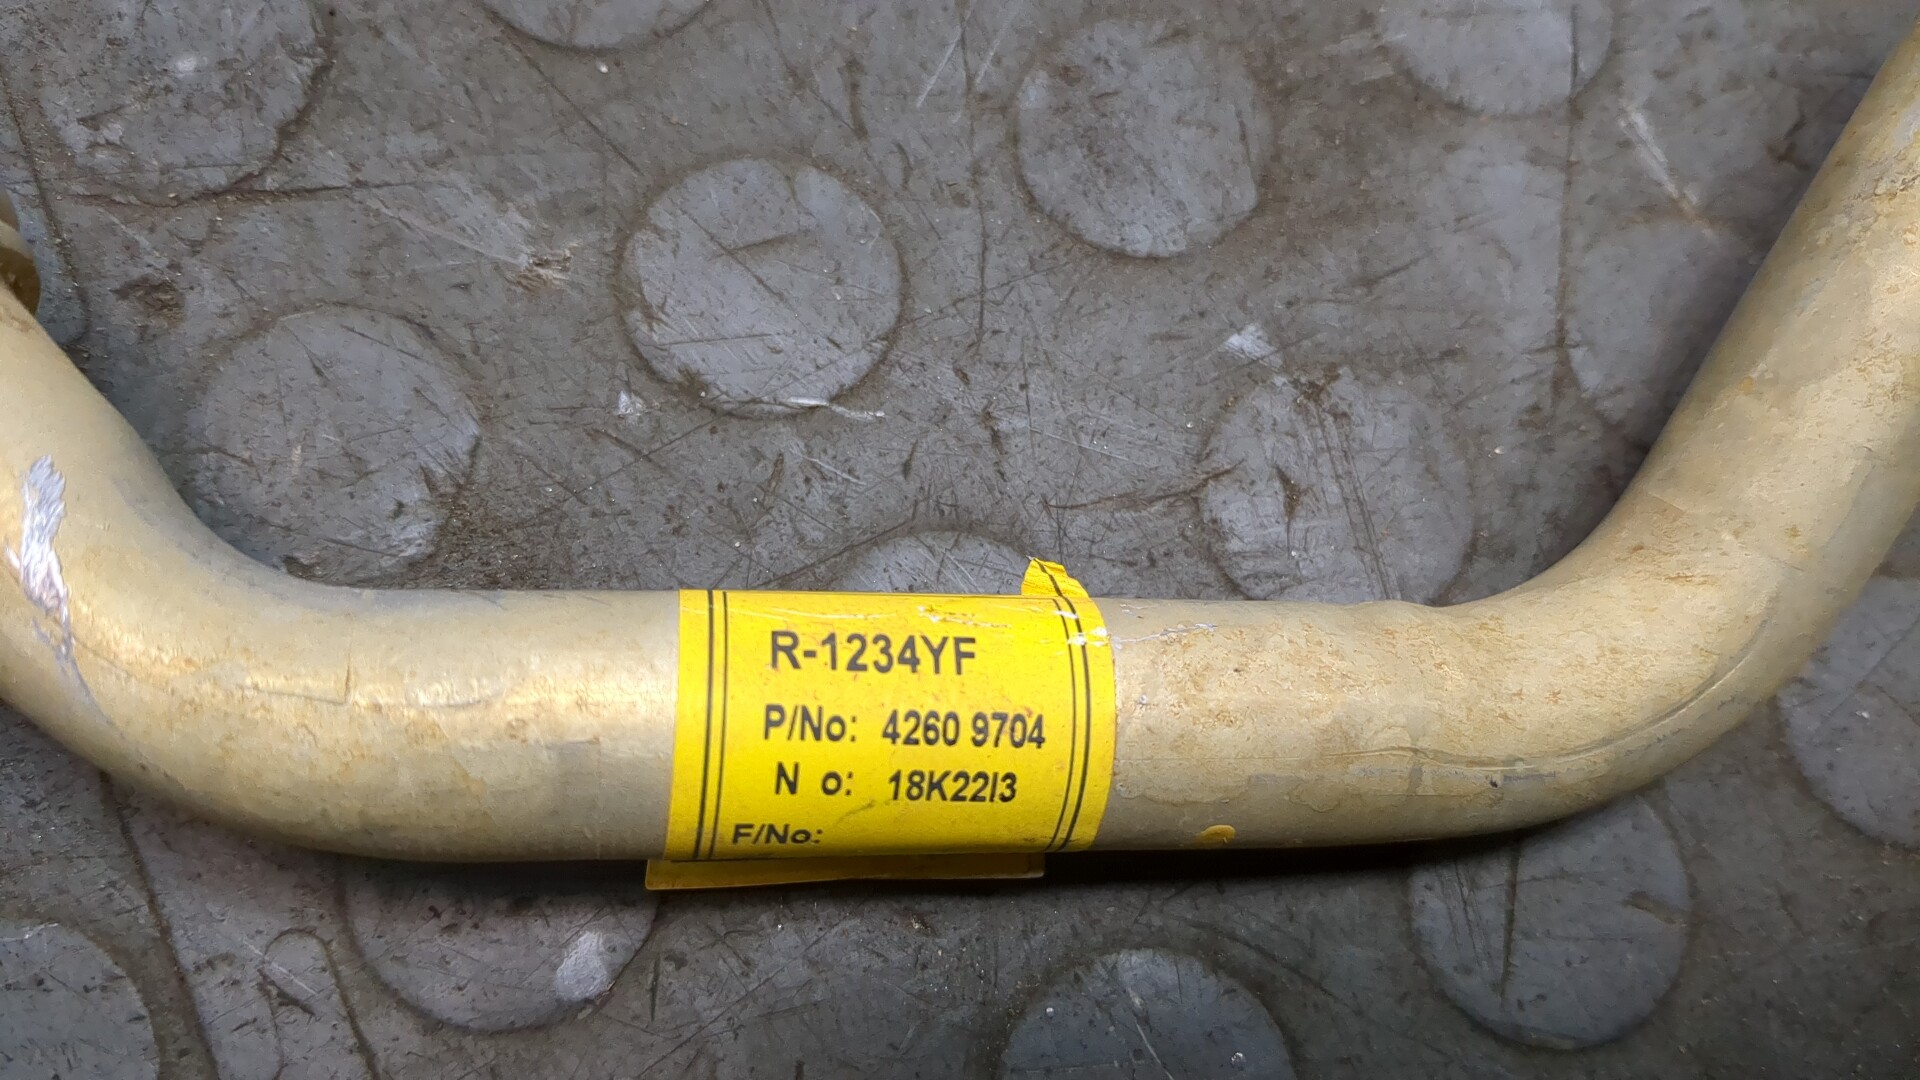 R-1234YF
P/No: 4260 9704
N o: 18K22I3
F/No: